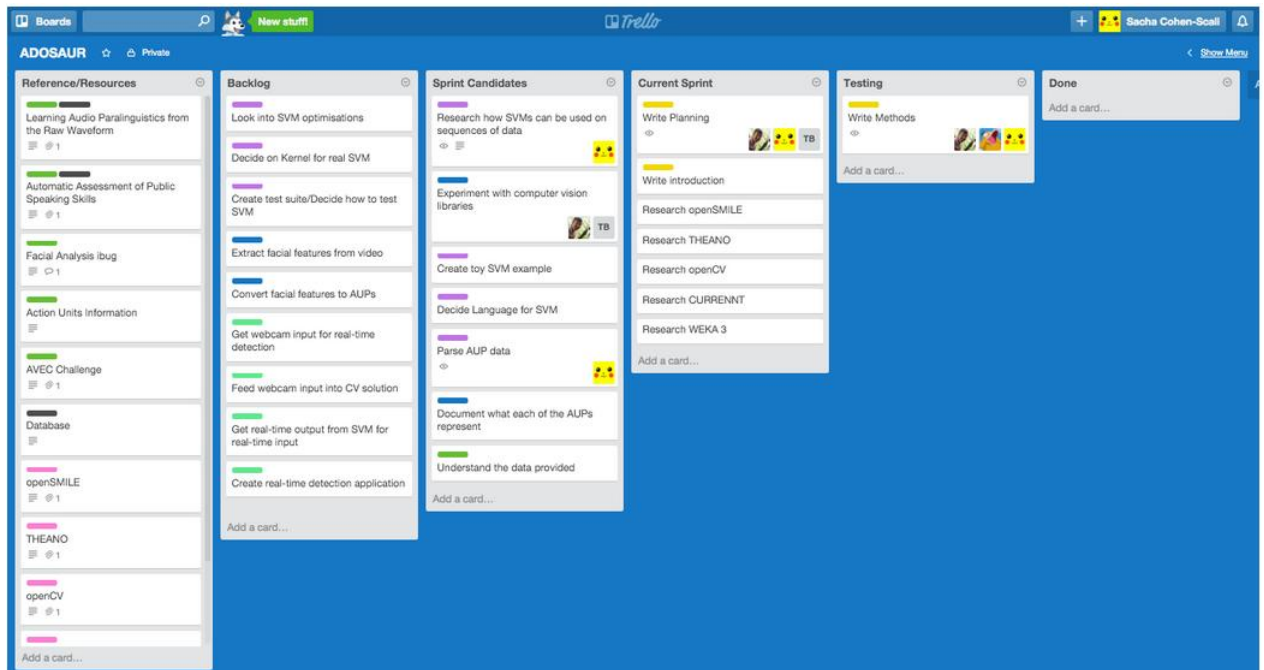 Boards
New stuff!
Trello
+
Sacha Cohen-Scali
ADOSAUR
Private
< Show Menu
Reference/Resources
Learning Audio Paralinguistics from
the Raw Waveform
1
Automatic Assessment of Public
Speaking Skills
1
Facial Analysis ibug
1
Action Units Information
AVEC Challenge
1
Database
openSMILE
1
THEANO
1
openCV
1
Add a card...
Backlog
Look into SVM optimisations
Decide on Kernel for real SVM
Create test suite/Decide how to test
SVM
Extract facial features from video
Convert facial features to AUPs
Get webcam input for real-time
detection
Feed webcam input into CV solution
Get real-time output from SVM for
real-time input
Create real-time detection application
Add a card...
Sprint Candidates
Research how SVMs can be used on
sequences of data
Experiment with computer vision
libraries
TB
Create toy SVM example
Decide Language for SVM
Parse AUP data
Document what each of the AUPs
represent
Understand the data provided
Add a card...
Current Sprint
Write Planning
TB
Write introduction
Research openSMILE
Research THEANO
Research openCV
Research CURRENNT
Research WEKA 3
Add a card...
Testing
Write Methods
Add a card...
Done
Add a card...